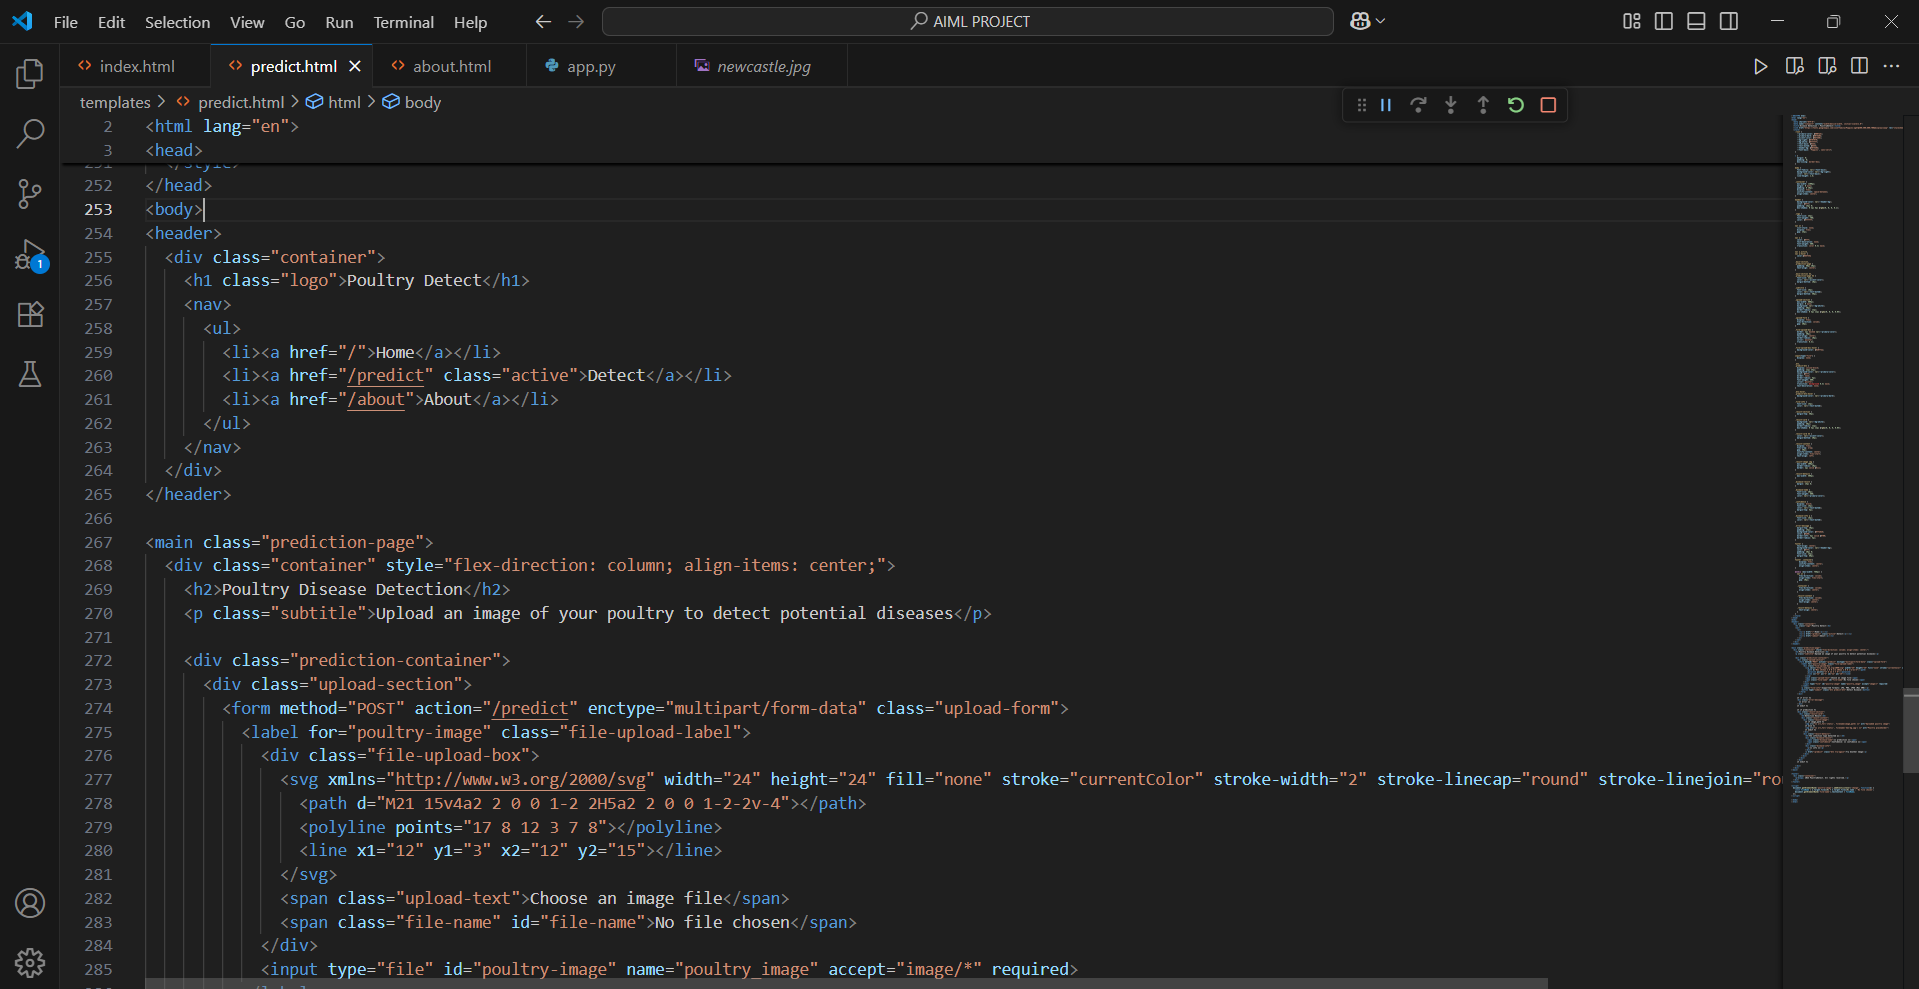 File Edit Selection View Go Run Terminal Help AIML PROJECT
index.html predict.html about.html app.py newcastle.jpg
templates > predict.html > html > body
2 <html lang="en">
3 <head>
251 </style>
252 </head>
253 <body>
254 <header>
255 <div class="container">
256 <h1 class="logo">Poultry Detect</h1>
257 <nav>
258 <ul>
259 <li><a href="/">Home</a></li>
260 <li><a href="/predict" class="active">Detect</a></li>
261 <li><a href="/about">About</a></li>
262 </ul>
263 </nav>
264 </div>
265 </header>
266
267 <main class="prediction-page">
268 <div class="container" style="flex-direction: column; align-items: center;">
269 <h2>Poultry Disease Detection</h2>
270 <p class="subtitle">Upload an image of your poultry to detect potential diseases</p>
271
272 <div class="prediction-container">
273 <div class="upload-section">
274 <form method="POST" action="/predict" enctype="multipart/form-data" class="upload-form">
275 <label for="poultry-image" class="file-upload-label">
276 <div class="file-upload-box">
277 <svg xmlns="http://www.w3.org/2000/svg" width="24" height="24" fill="none" stroke="currentColor" stroke-width="2" stroke-linecap="round" stroke-linejoin="rou
278 <path d="M21 15v4a2 2 0 0 1-2 2H5a2 2 0 0 1-2-2v-4"></path>
279 <polyline points="17 8 12 3 7 8"></polyline>
280 <line x1="12" y1="3" x2="12" y2="15"></line>
281 </svg>
282 <span class="upload-text">Choose an image file</span>
283 <span class="file-name" id="file-name">No file chosen</span>
284 </div>
285 <input type="file" id="poultry-image" name="poultry_image" accept="image/*" required>
1